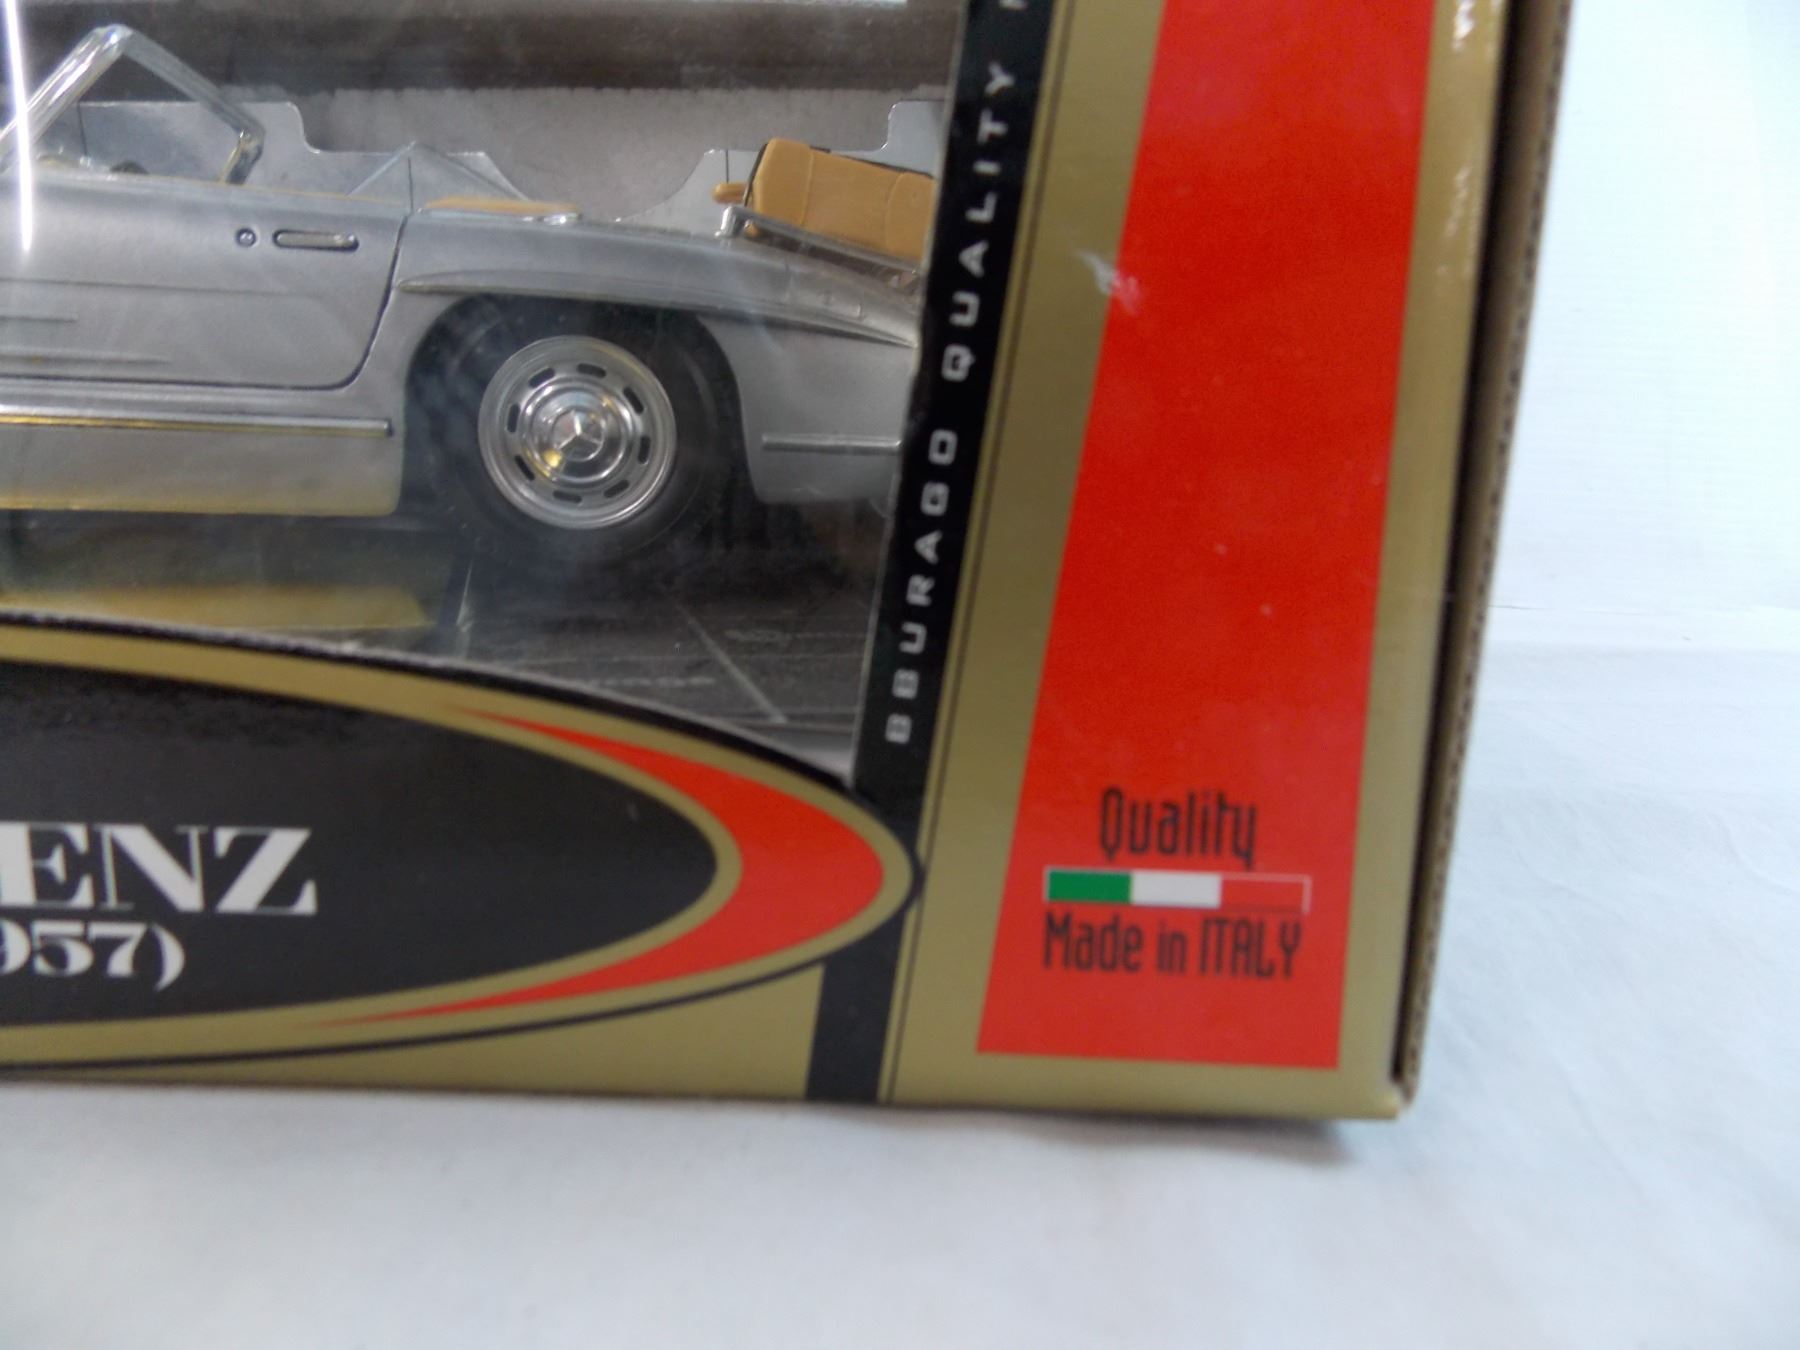 BBURAGO QUALITY
ENZ
957)
Quality
Made in ITALY